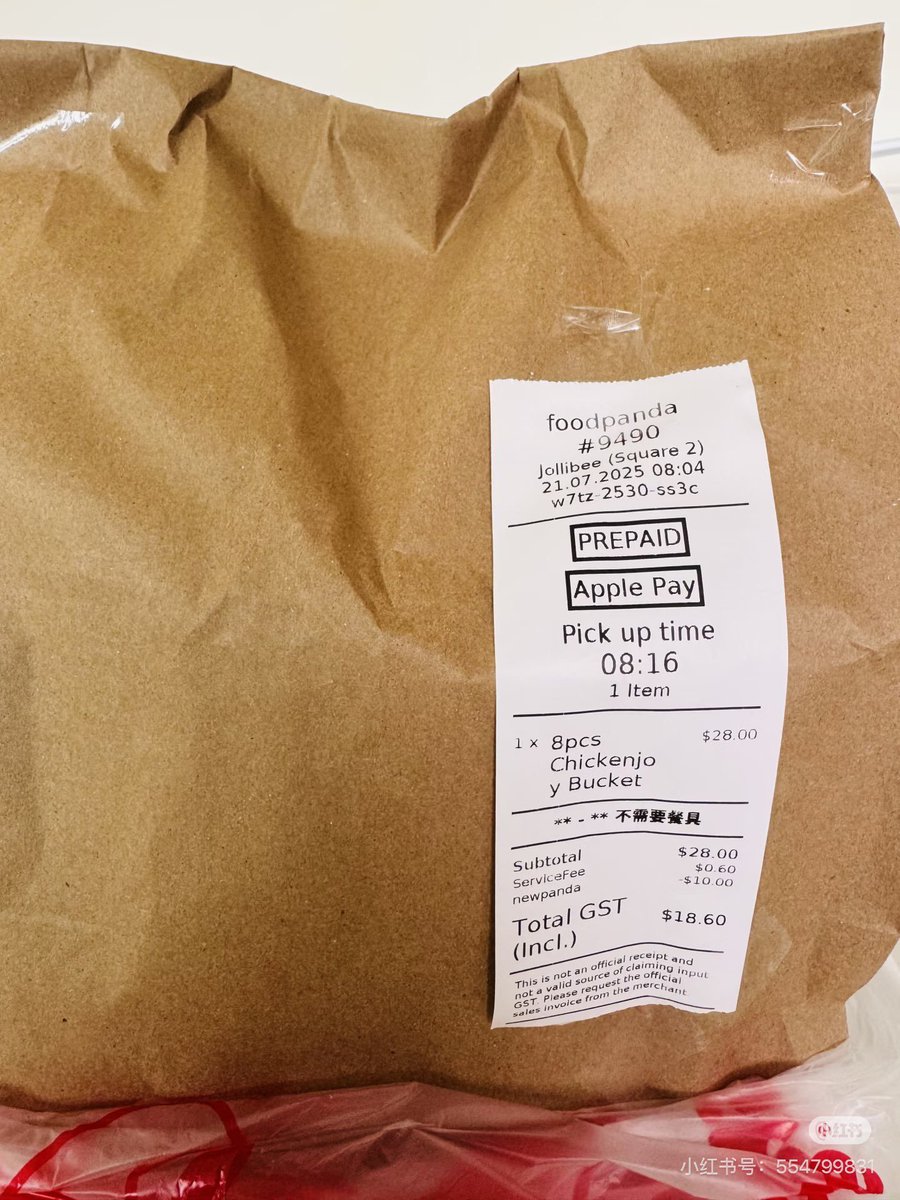 foodpanda
#9490
Jollibee (Square 2)
21.07.2025 08:04
w7tz-2530-ss3c
PREPAID
Apple Pay
Pick up time
08:16
1 Item
1 x 8pcs $28.00
Chickenjo
y Bucket
** - ** 不需要餐具
Subtotal $28.00
ServiceFee $0.60
newpanda -$10.00
Total GST $18.60
(Incl.)
This is not an official receipt and
not a valid source of claiming input
GST. Please request the official
sales invoice from the merchant.
小红书
小红书号：554799831